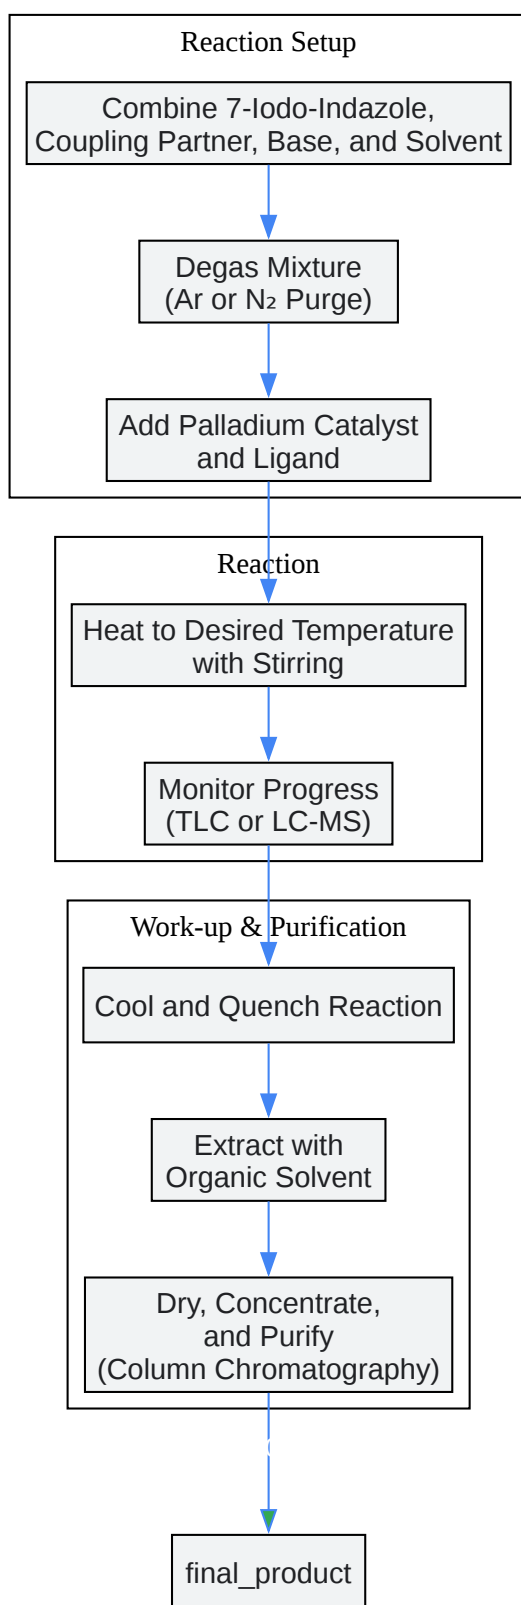 Reaction Setup
Combine 7-Iodo-Indazole,
Coupling Partner, Base, and Solvent
Degas Mixture
(Ar or N₂ Purge)
Add Palladium Catalyst
and Ligand
Reaction
Heat to Desired Temperature
with Stirring
Monitor Progress
(TLC or LC-MS)
Work-up & Purification
Cool and Quench Reaction
Extract with
Organic Solvent
Dry, Concentrate,
and Purify
(Column Chromatography)
final_product